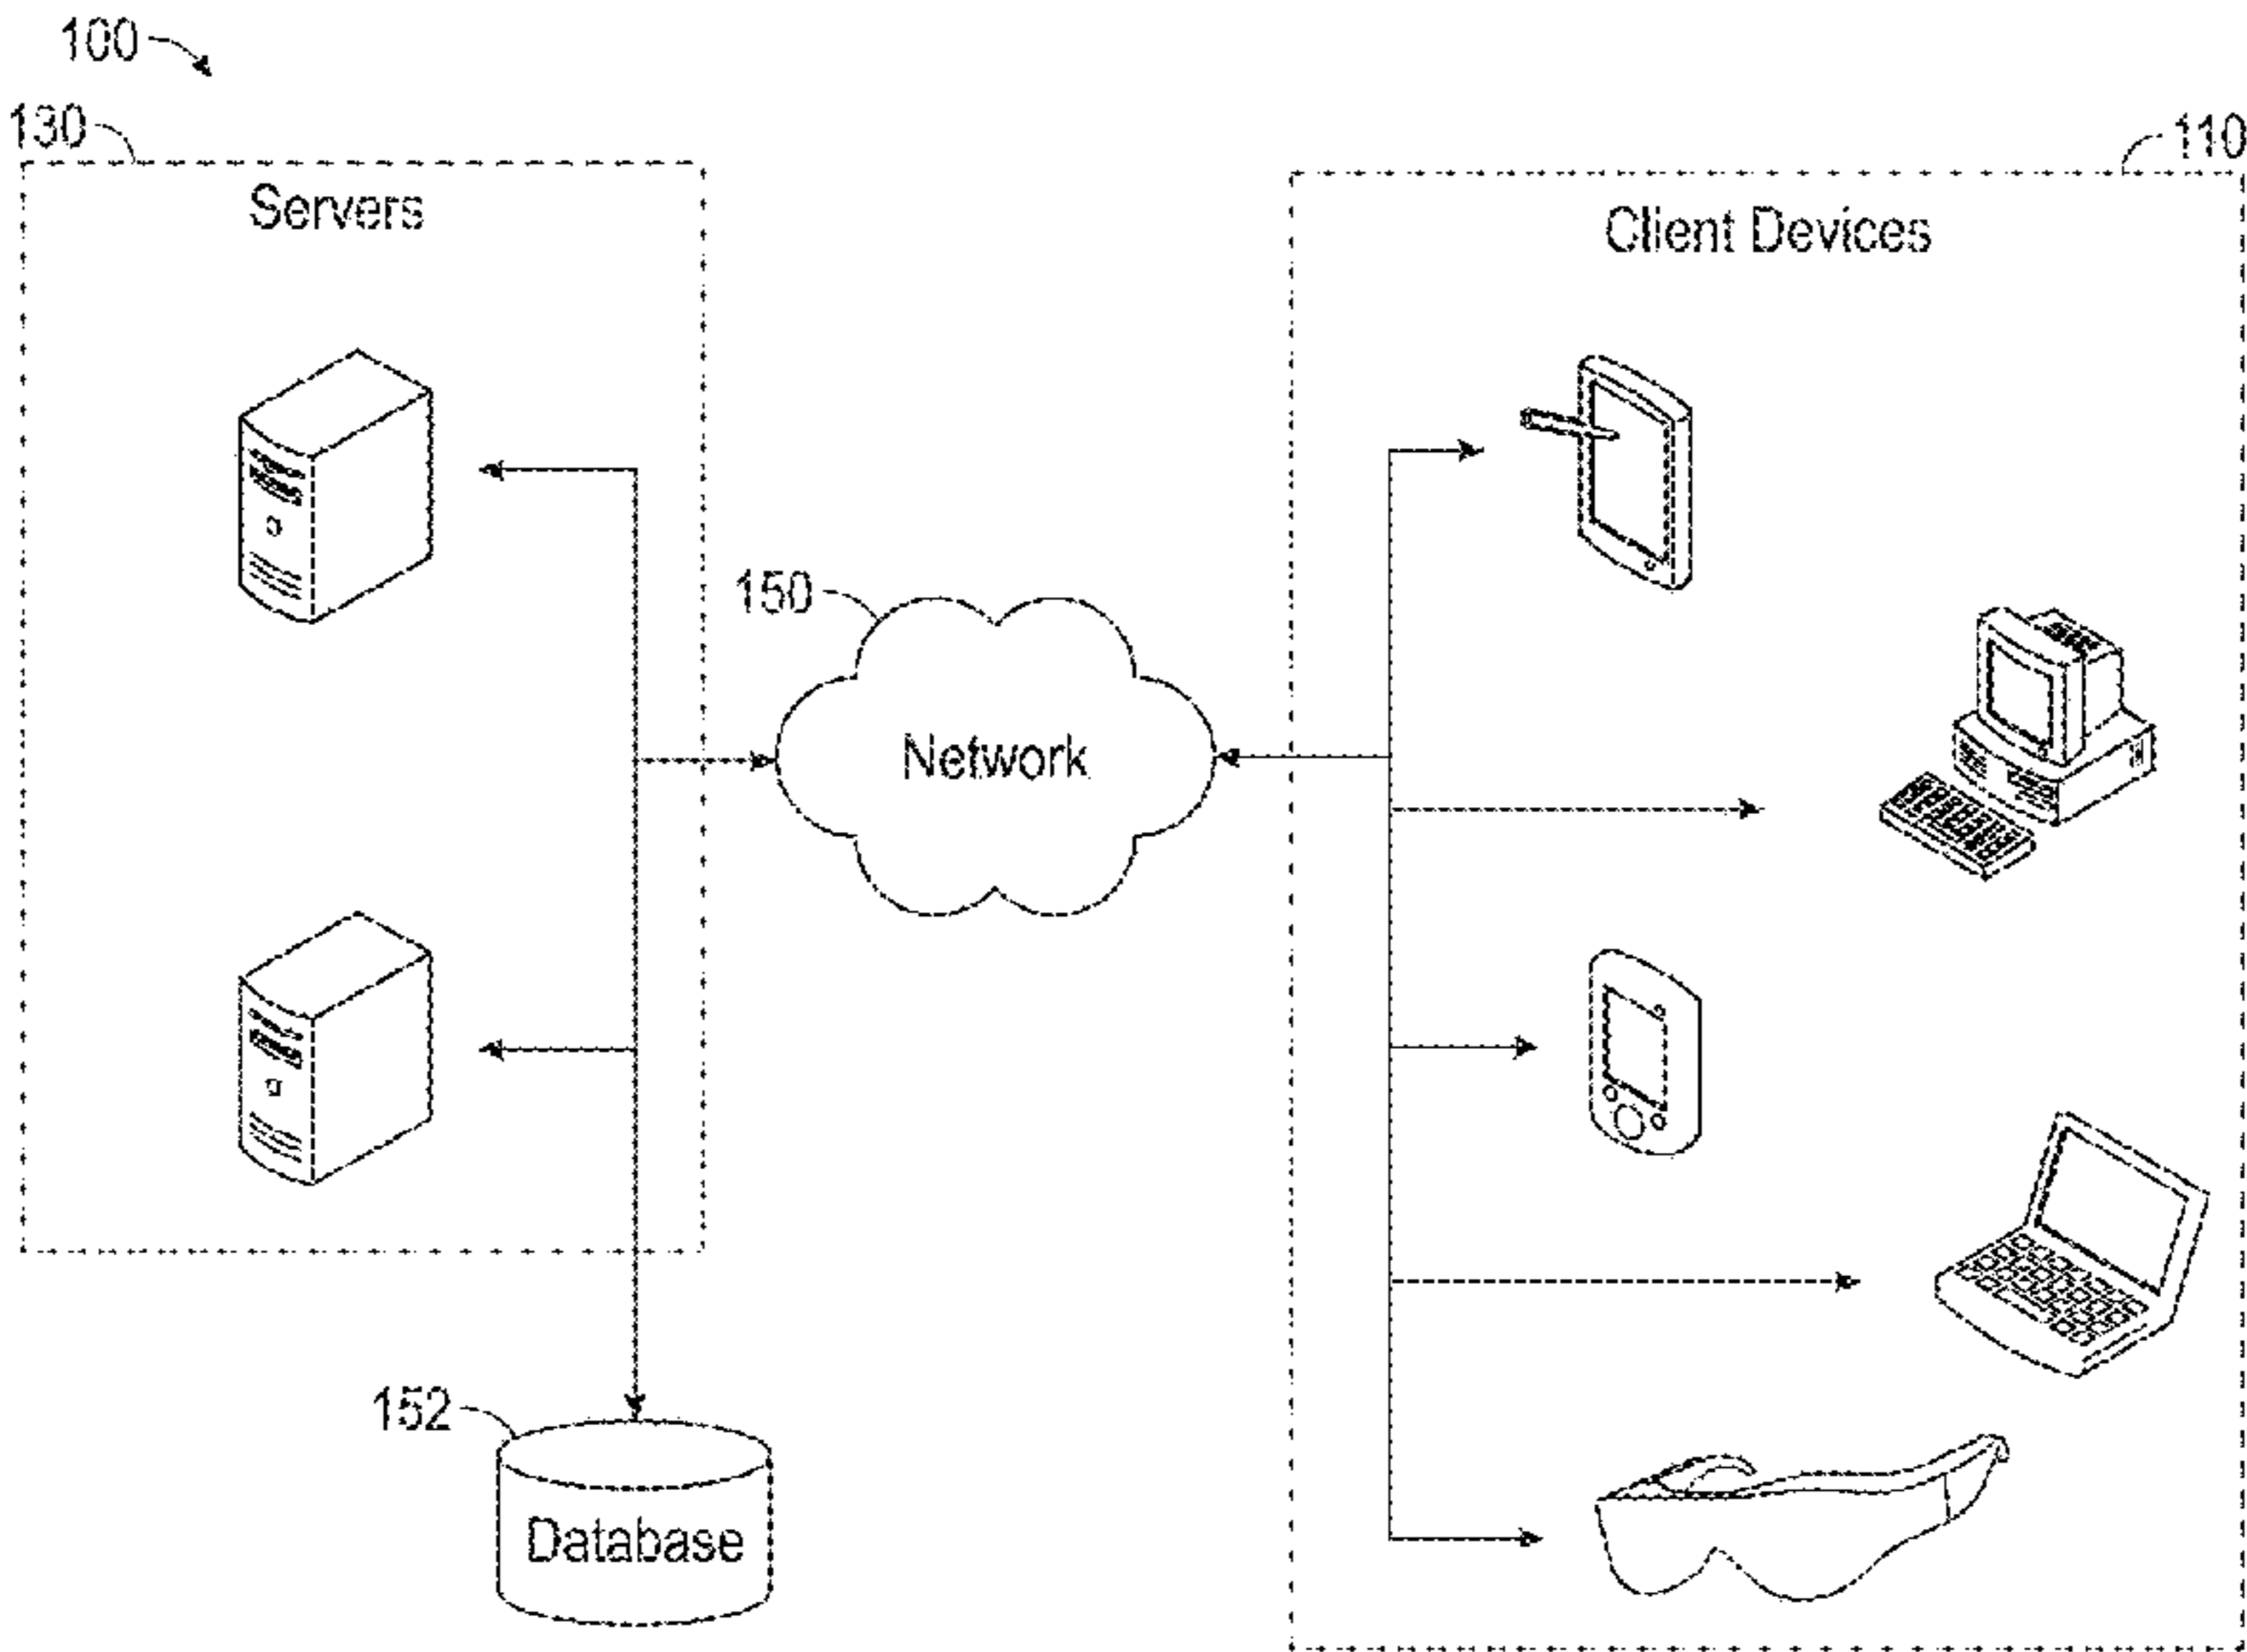 100
130
110
Servers
Client Devices
150
Network
152
Database